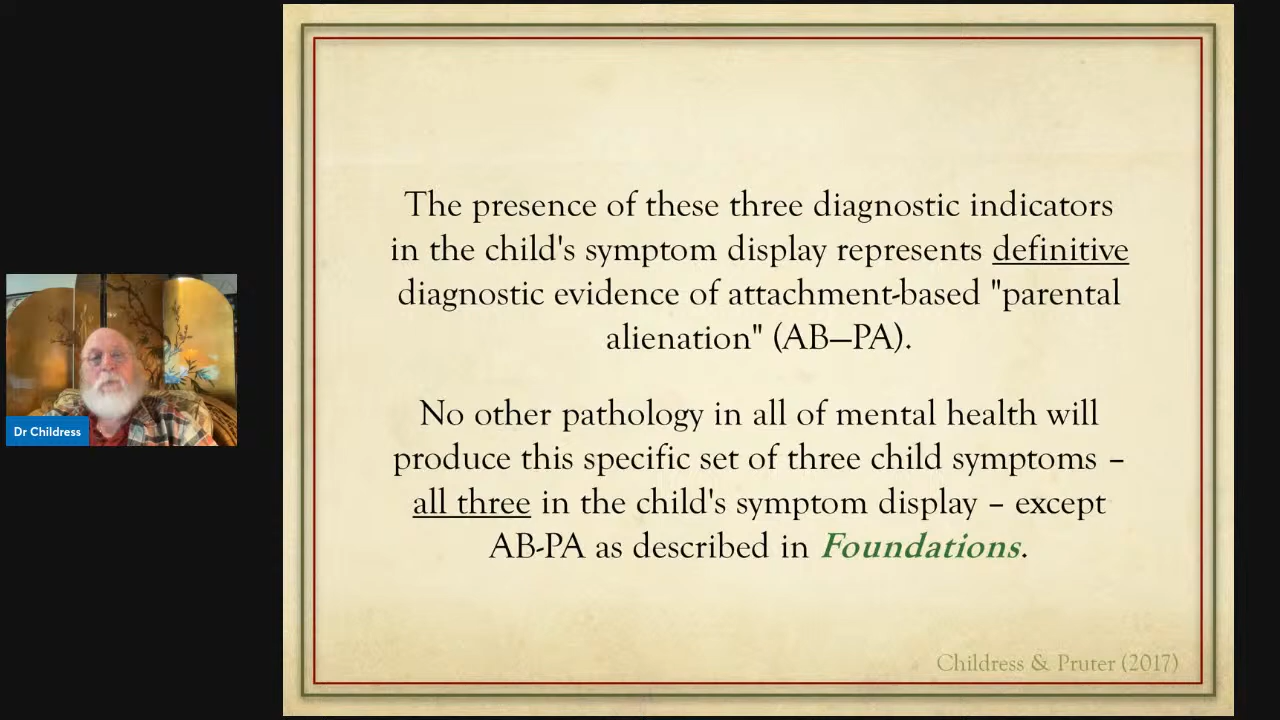 The presence of these three diagnostic indicators
in the child's symptom display represents definitive
diagnostic evidence of attachment-based "parental
alienation" (AB—PA).
No other pathology in all of mental health will
produce this specific set of three child symptoms –
all three in the child's symptom display – except
AB-PA as described in Foundations.
Childress & Pruter (2017)
Dr Childress